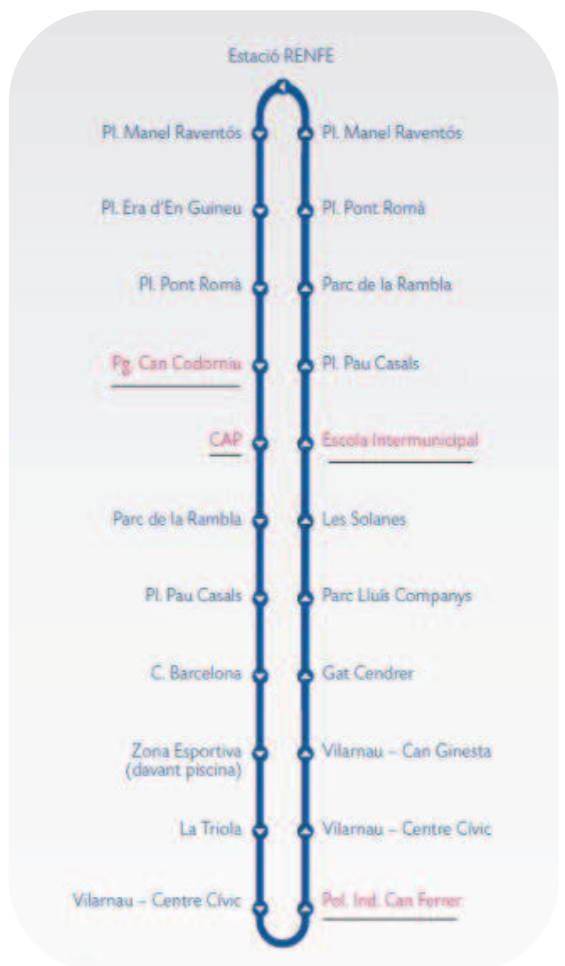 Estació RENFE
Pl. Manel Raventós
Pl. Era d'En Guineu
Pl. Pont Romà
Pg. Can Codorniu
CAP
Parc de la Rambla
Pl. Pau Casals
C. Barcelona
Zona Esportiva
(davant piscina)
La Triola
Vilarnau – Centre Cívic
Pl. Manel Raventós
Pl. Pont Romà
Parc de la Rambla
Pl. Pau Casals
Escola Intermunicipal
Les Solanes
Parc Lluís Companys
Gat Cendrer
Vilarnau – Can Ginesta
Vilarnau – Centre Cívic
Pol. Ind. Can Ferrer